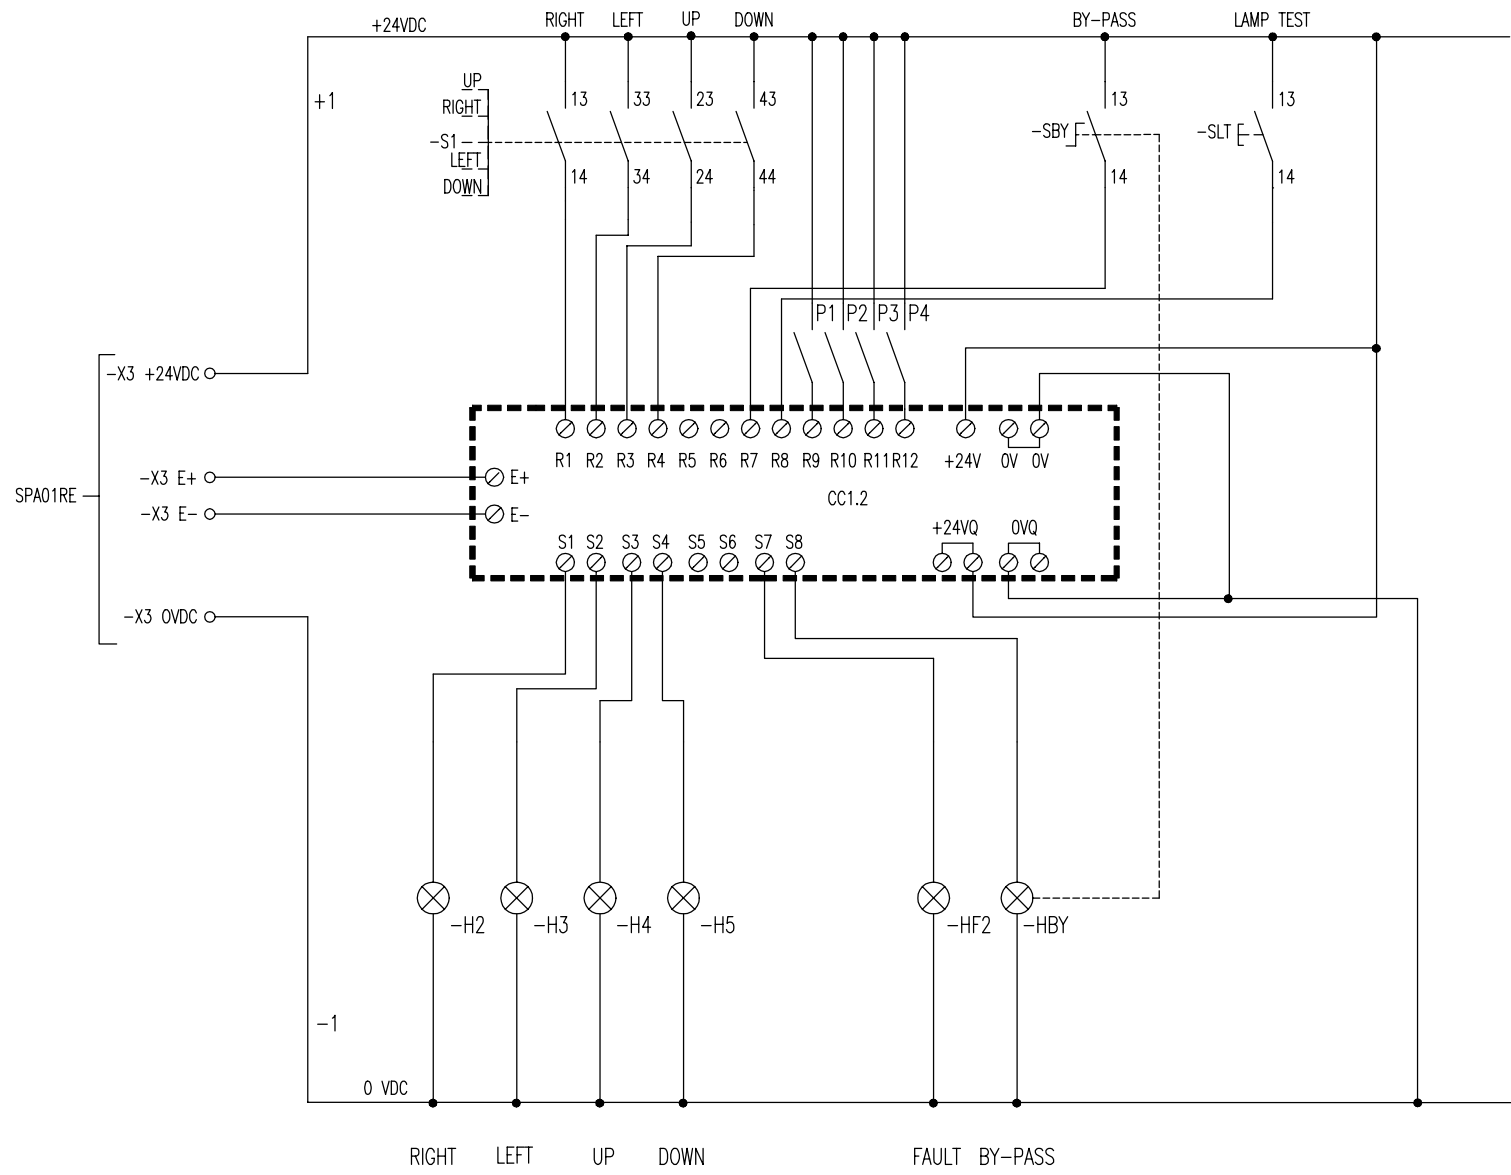 +24VDC
RIGHT LEFT UP DOWN BY-PASS LAMP TEST
UP
RIGHT
-S1
LEFT
DOWN
+1
13 33 23 43 13 13
-SBY -SLT
14 34 24 44 14 14
P1 P2 P3 P4
-X3 +24VDC
R1 R2 R3 R4 R5 R6 R7 R8 R9 R10 R11 R12 +24V 0V 0V
-X3 E+ E+
SPA01RE
CC1.2
-X3 E- E-
+24VQ 0VQ
S1 S2 S3 S4 S5 S6 S7 S8
-X3 0VDC
-H2 -H3 -H4 -H5 -HF2 -HBY
-1
0 VDC
RIGHT LEFT UP DOWN FAULT BY-PASS